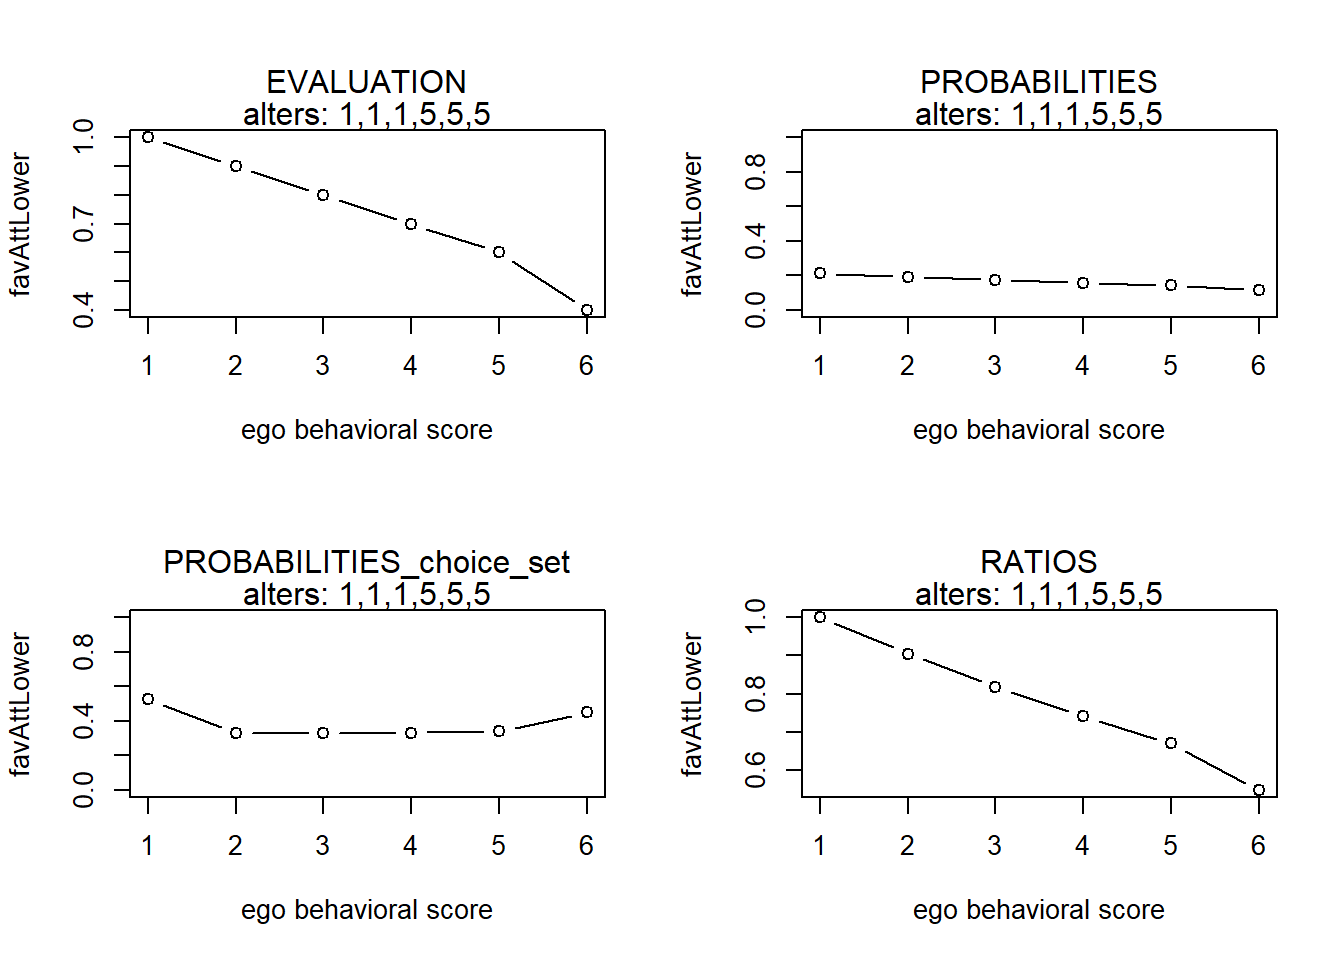 EVALUATION
alters: 1,1,1,5,5,5
favAttLower
1.0
0.7
0.4
1 2 3 4 5 6
ego behavioral score
PROBABILITIES
alters: 1,1,1,5,5,5
favAttLower
0.8
0.4
0.0
1 2 3 4 5 6
ego behavioral score
PROBABILITIES_choice_set
alters: 1,1,1,5,5,5
favAttLower
0.8
0.4
0.0
1 2 3 4 5 6
ego behavioral score
RATIOS
alters: 1,1,1,5,5,5
favAttLower
1.0
0.8
0.6
1 2 3 4 5 6
ego behavioral score